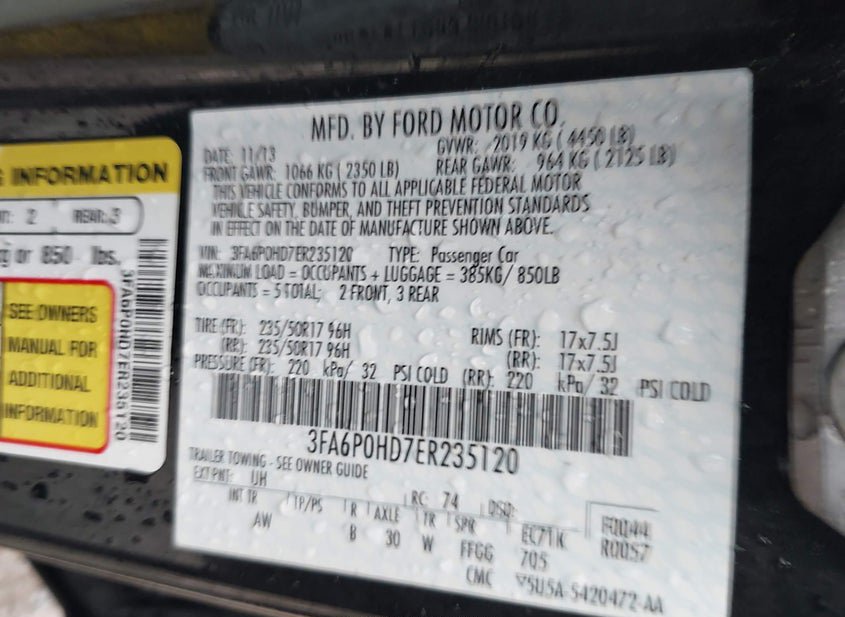 INFORMATION
2 REAR: 3
or 850 lbs.
SEE OWNERS
MANUAL FOR
ADDITIONAL
INFORMATION
3FA6P0HD7ER235120
MFD. BY FORD MOTOR CO.
DATE: 11/13 GVWR: 2019 KG ( 4450 LB)
FRONT GAWR: 1066 KG ( 2350 LB) REAR GAWR: 964 KG ( 2125 LB)
THIS VEHICLE CONFORMS TO ALL APPLICABLE FEDERAL MOTOR
VEHICLE SAFETY, BUMPER, AND THEFT PREVENTION STANDARDS
IN EFFECT ON THE DATE OF MANUFACTURE SHOWN ABOVE.
VIN: 3FA6P0HD7ER235120 TYPE: Passenger Car
MAXIMUM LOAD = OCCUPANTS + LUGGAGE = 385KG/ 850LB
OCCUPANTS = 5 TOTAL; 2 FRONT, 3 REAR
TIRE (FR): 235/50R17 96H RIMS (FR): 17x7.5J
(RR): 235/50R17 96H (RR): 17x7.5J
PRESSURE (FR): 220 kPa/ 32 PSI COLD (RR): 220 kPa/ 32 PSI COLD
3FA6P0HD7ER235120
TRAILER TOWING - SEE OWNER GUIDE
EXT PNT: UH RC: 74 DSO:
INT TR TP/PS R AXLE TR SPR EC71K
AW B 30 W FFGG 705
CMC